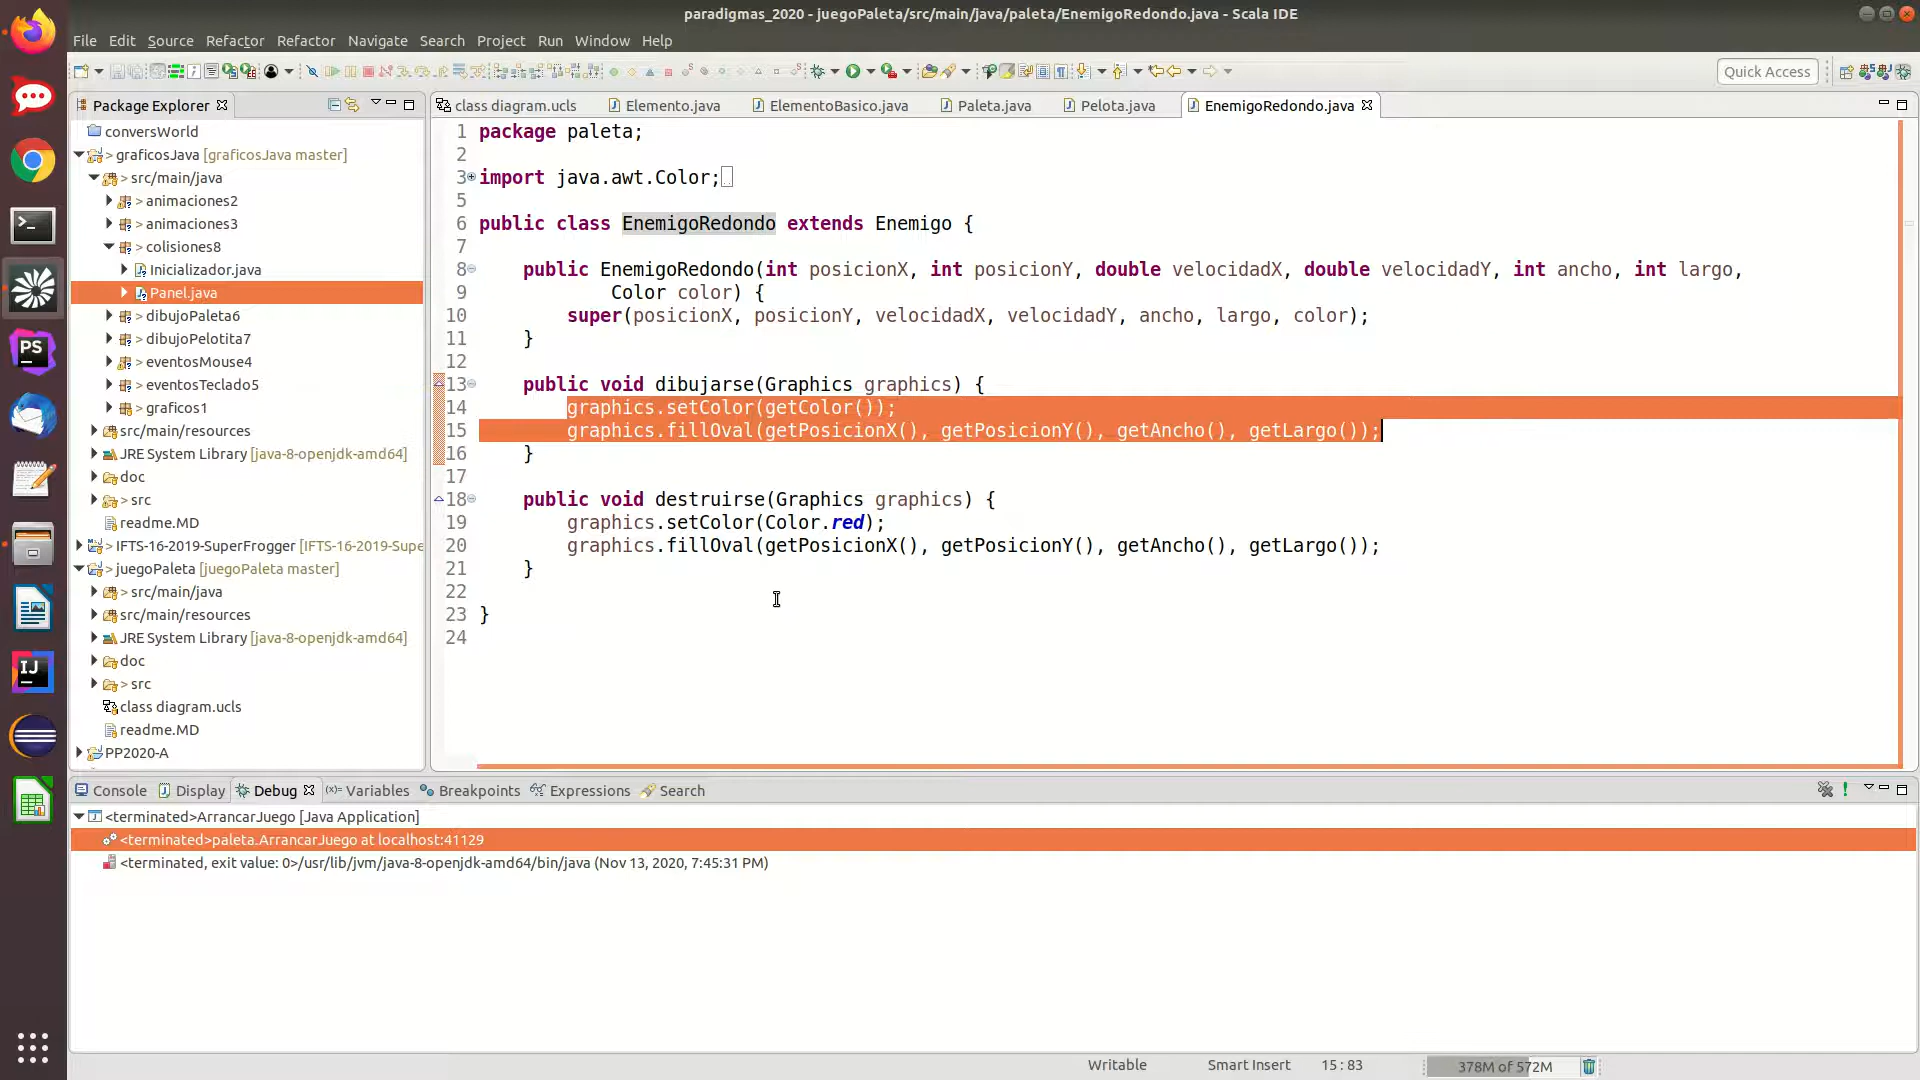 paradigmas_2020 - juegoPaleta/src/main/java/paleta/EnemigoRedondo.java - Scala IDE
File Edit Source Refactor Refactor Navigate Search Project Run Window Help
Quick Access
Package Explorer
class diagram.ucls Elemento.java ElementoBasico.java Paleta.java Pelota.java EnemigoRedondo.java
conversWorld
> graficosJava [graficosJava master]
> src/main/java
> animaciones2
> animaciones3
> colisiones8
Inicializador.java
Panel.java
> dibujoPaleta6
> dibujoPelotita7
> eventosMouse4
> eventosTeclado5
> graficos1
src/main/resources
JRE System Library [java-8-openjdk-amd64]
doc
> src
readme.MD
> IFTS-16-2019-SuperFrogger [IFTS-16-2019-Supe
> juegoPaleta [juegoPaleta master]
> src/main/java
src/main/resources
JRE System Library [java-8-openjdk-amd64]
doc
> src
class diagram.ucls
readme.MD
PP2020-A
1 package paleta;
2
3 import java.awt.Color;
5
6 public class EnemigoRedondo extends Enemigo {
7
8 public EnemigoRedondo(int posicionX, int posicionY, double velocidadX, double velocidadY, int ancho, int largo,
9 Color color) {
10 super(posicionX, posicionY, velocidadX, velocidadY, ancho, largo, color);
11 }
12
13 public void dibujarse(Graphics graphics) {
14 graphics.setColor(getColor());
15 graphics.fillOval(getPosicionX(), getPosicionY(), getAncho(), getLargo());
16 }
17
18 public void destruirse(Graphics graphics) {
19 graphics.setColor(Color.red);
20 graphics.fillOval(getPosicionX(), getPosicionY(), getAncho(), getLargo());
21 }
22
23 }
24
Console Display Debug Variables Breakpoints Expressions Search
<terminated>ArrancarJuego [Java Application]
<terminated>paleta.ArrancarJuego at localhost:41129
<terminated, exit value: 0>/usr/lib/jvm/java-8-openjdk-amd64/bin/java (Nov 13, 2020, 7:45:31 PM)
Writable Smart Insert 15 : 83 378M of 572M
PS
IJ